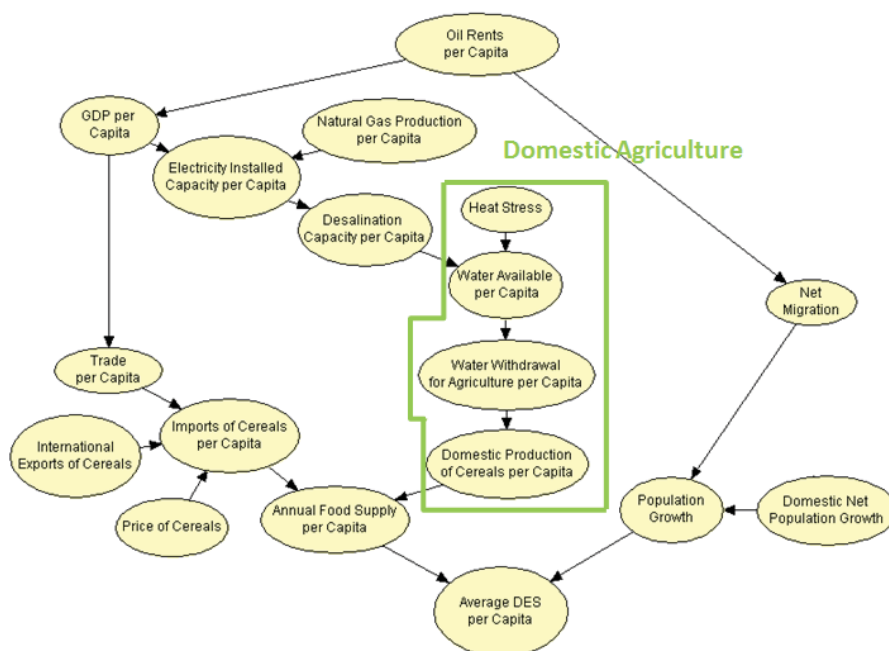 Oil Rents
per Capita
GDP per
Capita
Natural Gas Production
per Capita
Domestic Agriculture
Electricity Installed
Capacity per Capita
Heat Stress
Desalination
Capacity per Capita
Water Available
per Capita
Net
Migration
Trade
per Capita
Water Withdrawal
for Agriculture per Capita
Imports of Cereals
per Capita
International
Exports of Cereals
Domestic Production
of Cereals per Capita
Price of Cereals
Annual Food Supply
per Capita
Population
Growth
Domestic Net
Population Growth
Average DES
per Capita